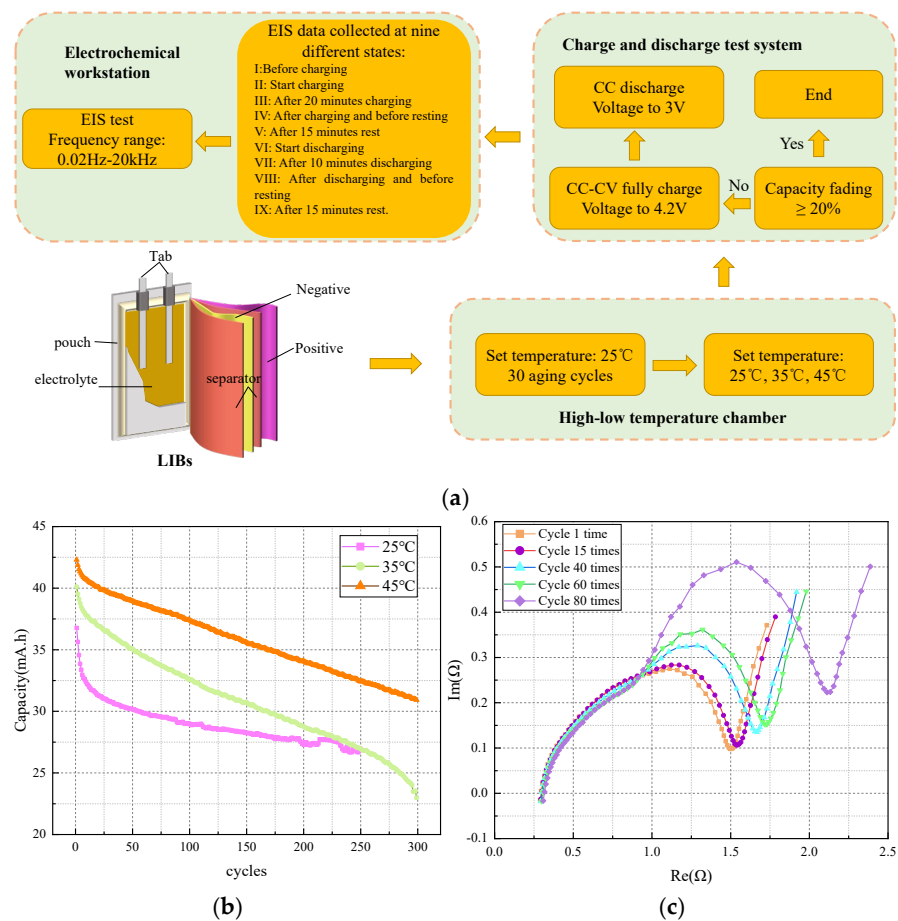 Electrochemical
workstation
EIS test
Frequency range:
0.02Hz-20kHz
EIS data collected at nine
different states:
I:Before charging
II: Start charging
III: After 20 minutes charging
IV: After charging and before resting
V: After 15 minutes rest
VI: Start discharging
VII: After 10 minutes discharging
VIII: After discharging and before
resting
IX: After 15 minutes rest.
Charge and discharge test system
CC discharge
Voltage to 3V
End
Yes
CC-CV fully charge
Voltage to 4.2V
No
Capacity fading
≥ 20%
Tab
Negative
pouch
Positive
electrolyte
separator
LIBs
Set temperature: 25℃
30 aging cycles
Set temperature:
25℃, 35℃, 45℃
High-low temperature chamber
(a)
45
40
35
30
25
20
Capacity(mA.h)
25℃
35℃
45℃
0 50 100 150 200 250 300
cycles
(b)
0.6
0.5
0.4
0.3
0.2
0.1
0.0
-0.1
Im(Ω)
Cycle 1 time
Cycle 15 times
Cycle 40 times
Cycle 60 times
Cycle 80 times
0.0 0.5 1.0 1.5 2.0 2.5
Re(Ω)
(c)